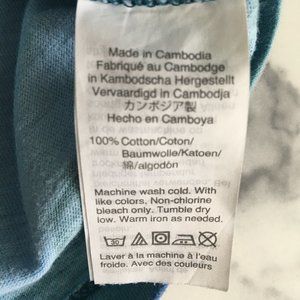 Made in Cambodia
Fabriqué au Cambodge
in Kambodscha Hergestellt
Vervaardigd in Cambodja
カンボジア製
Hecho en Camboya
100% Cotton/Coton/
Baumwolle/Katoen/
綿/algodón
Machine wash cold. With
like colors. Non-chlorine
bleach only. Tumble dry
low. Warm iron as needed.
30
Laver à la machine à l'eau
froide. Avec des couleurs